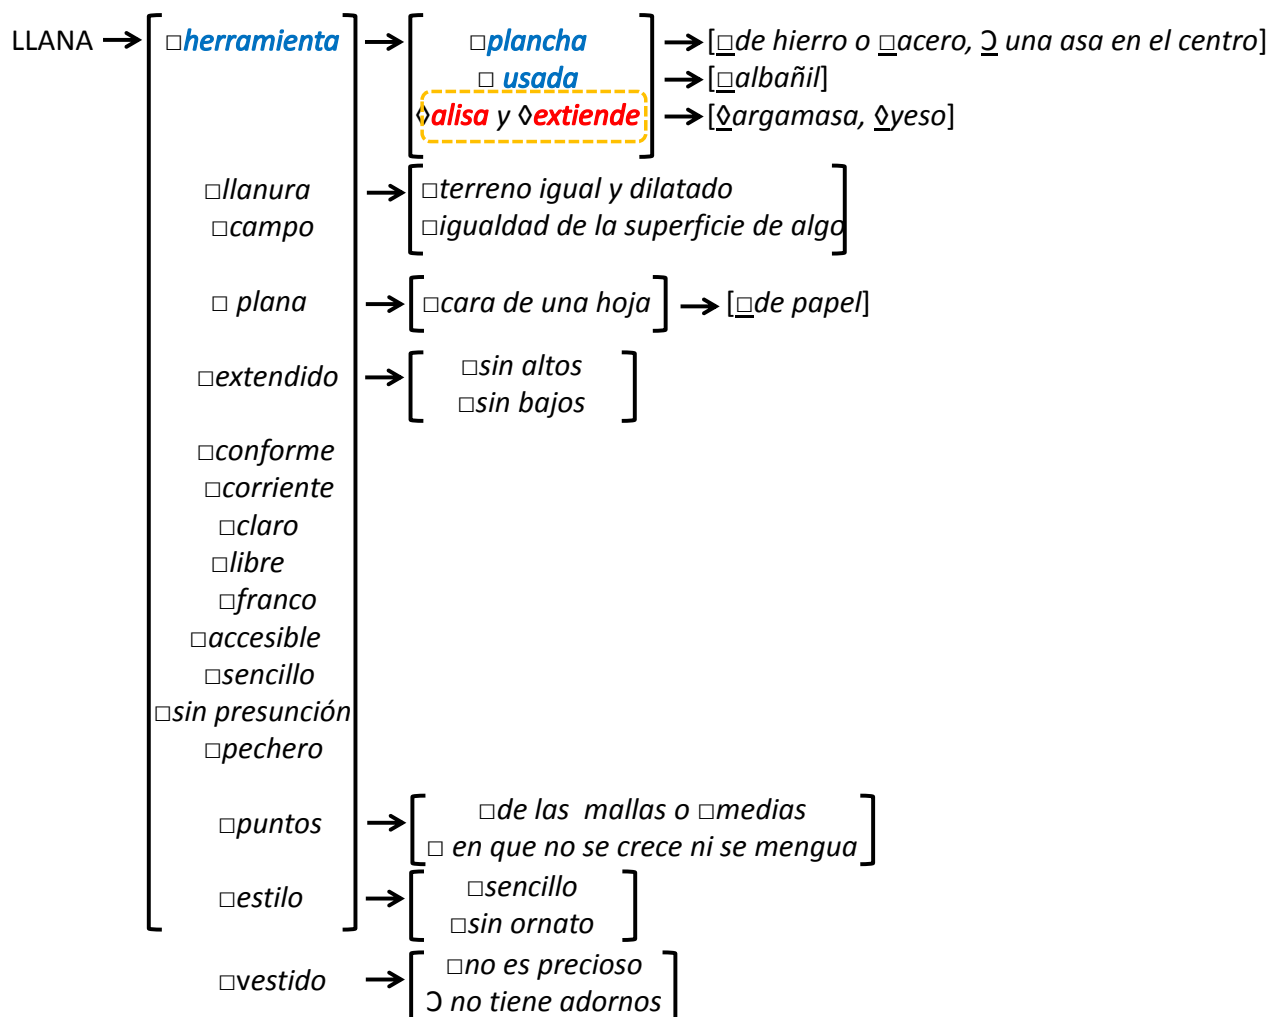 LLANA → □herramienta → □plancha → [□de hierro o □acero, Ɔ una asa en el centro]
□ usada → [□albañil]
◊alisa y ◊extiende → [◊argamasa, ◊yeso]
□llanura → □terreno igual y dilatado
□campo □igualdad de la superficie de algo
□ plana → □cara de una hoja → [□de papel]
□extendido → □sin altos
□sin bajos
□conforme
□corriente
□claro
□libre
□franco
□accesible
□sencillo
□sin presunción
□pechero
□puntos → □de las mallas o □medias
□ en que no se crece ni se mengua
□estilo → □sencillo
□sin ornato
□vestido → □no es precioso
Ɔ no tiene adornos